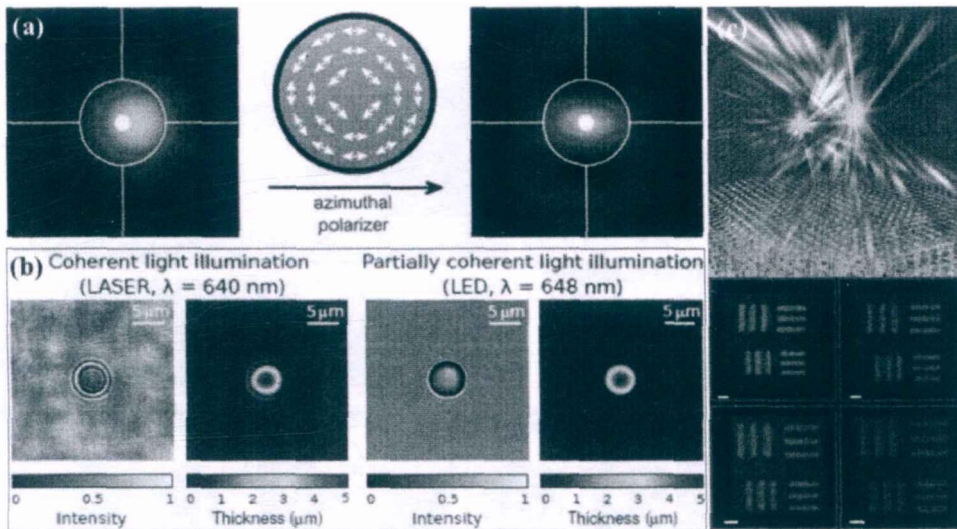 (a)
azimuthal
polarizer
(c)
(b)
Coherent light illumination
(LASER, λ = 640 nm)
Partially coherent light illumination
(LED, λ = 648 nm)
5 μm
5 μm
5 μm
5 μm
0 0.5 1
Intensity
0 1 2 3 4 5
Thickness (μm)
0 0.5 1
Intensity
0 1 2 3 4 5
Thickness (μm)